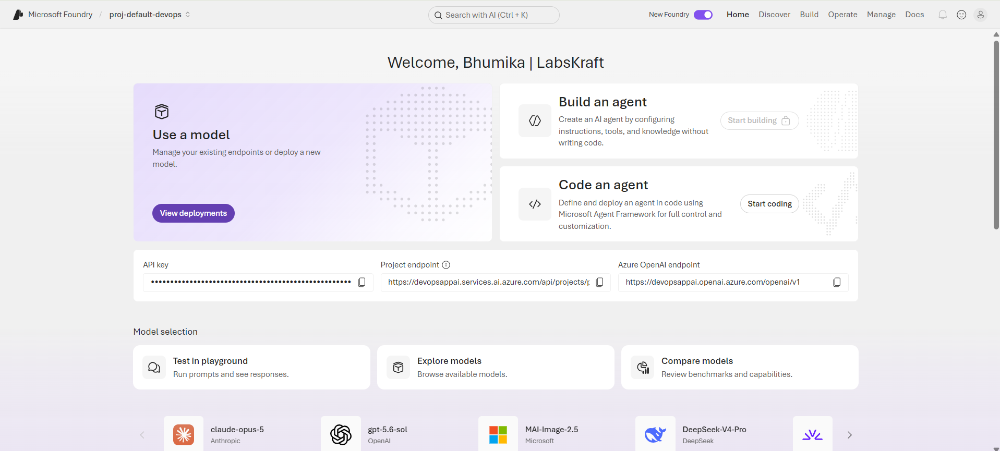 Microsoft Foundry / proj-default-devops
Search with AI (Ctrl + K)
New Foundry
Home
Discover
Build
Operate
Manage
Docs
Welcome, Bhumika | LabsKraft
Use a model
Manage your existing endpoints or deploy a new
model.
View deployments
Build an agent
Create an AI agent by configuring
instructions, tools, and knowledge without
writing code.
Start building
Code an agent
Define and deploy an agent in code using
Microsoft Agent Framework for full control and
customization.
Start coding
API key
••••••••••••••••••••••••••••••••••••••••••••••••••••
Project endpoint
https://devopsappai.services.ai.azure.com/api/projects/p
Azure OpenAI endpoint
https://devopsappai.openai.azure.com/openai/v1
Model selection
Test in playground
Run prompts and see responses.
Explore models
Browse available models.
Compare models
Review benchmarks and capabilities.
claude-opus-5
Anthropic
gpt-5.6-sol
OpenAI
MAI-Image-2.5
Microsoft
DeepSeek-V4-Pro
DeepSeek